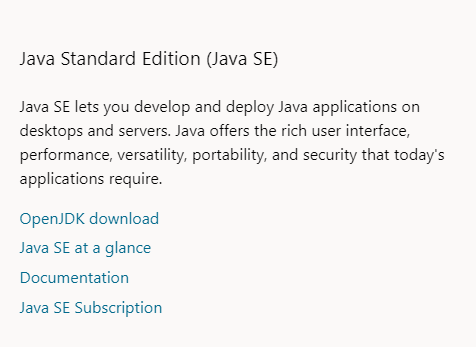 Java Standard Edition (Java SE)
Java SE lets you develop and deploy Java applications on
desktops and servers. Java offers the rich user interface,
performance, versatility, portability, and security that today's
applications require.
OpenJDK download
Java SE at a glance
Documentation
Java SE Subscription